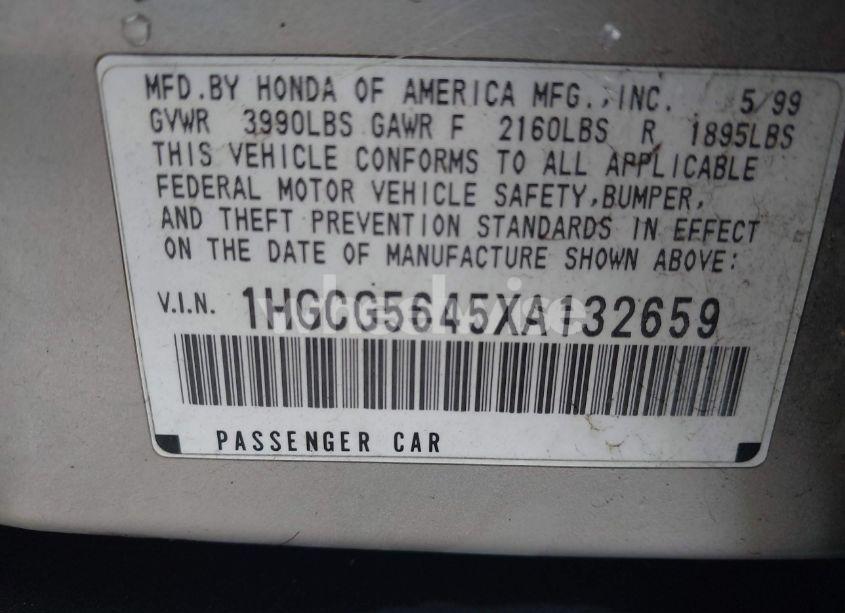 MFD.BY HONDA OF AMERICA MFG.,INC. 5/99
GVWR 3990LBS GAWR F 2160LBS R 1895LBS
THIS VEHICLE CONFORMS TO ALL APPLICABLE
FEDERAL MOTOR VEHICLE SAFETY,BUMPER,
AND THEFT PREVENTION STANDARDS IN EFFECT
ON THE DATE OF MANUFACTURE SHOWN ABOVE:
V.I.N. 1HGCG5645XA132659
PASSENGER CAR